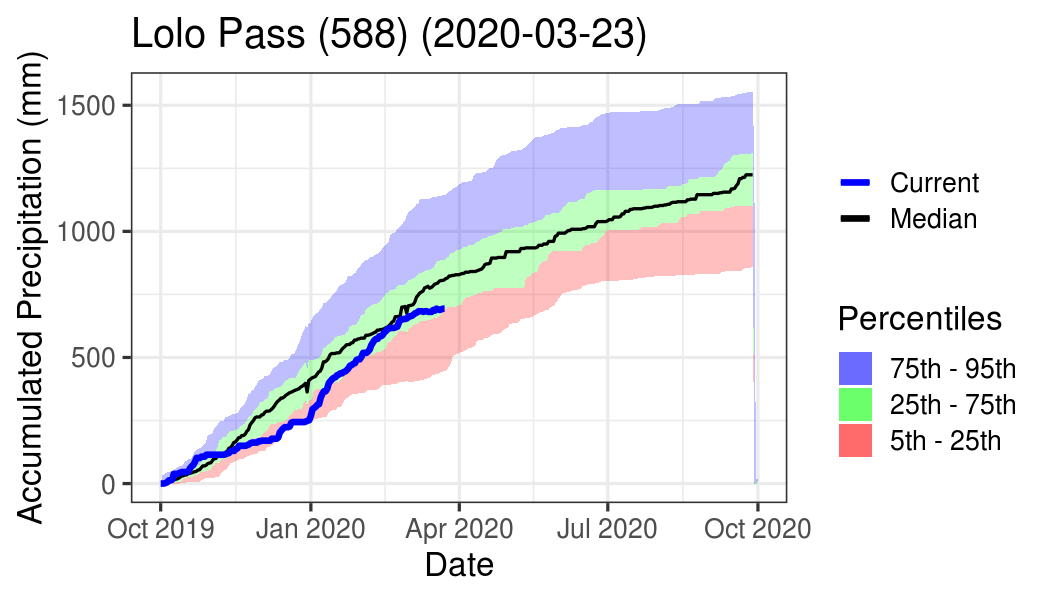 Lolo Pass (588) (2020-03-23)
Accumulated Precipitation (mm)
1500
1000
500
0
Oct 2019
Jan 2020
Apr 2020
Jul 2020
Oct 2020
Date
Current
Median
Percentiles
75th - 95th
25th - 75th
5th - 25th